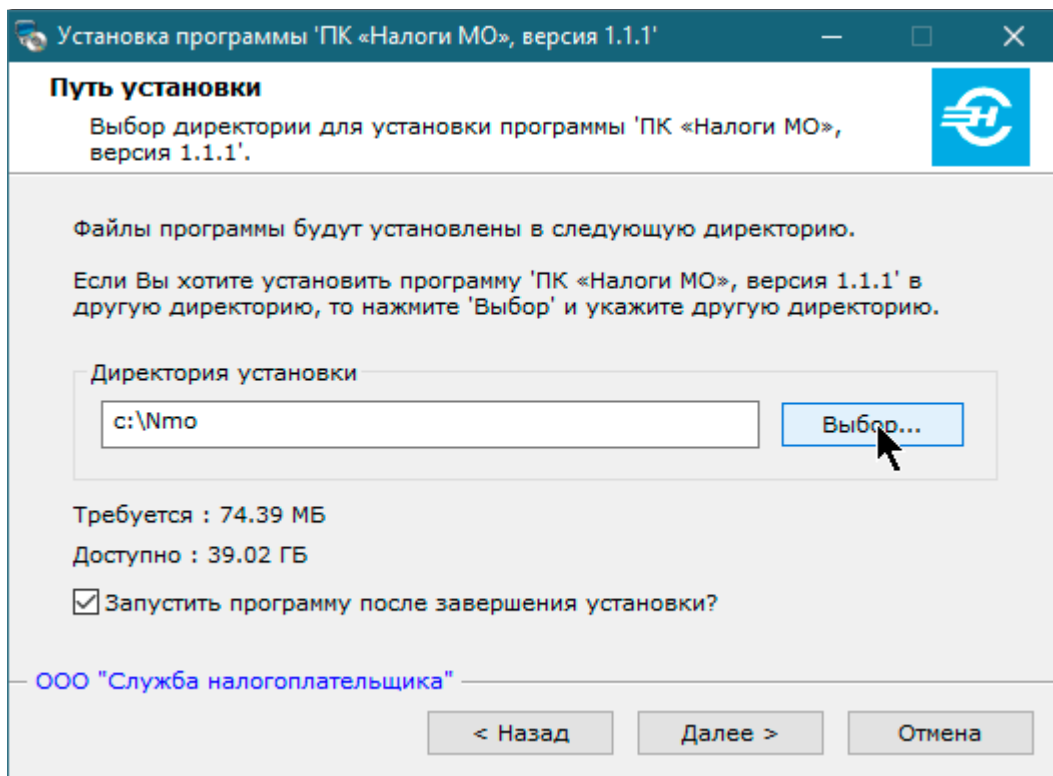 Установка программы 'ПК «Налоги МО», версия 1.1.1'
Путь установки
Выбор директории для установки программы 'ПК «Налоги МО»,
версия 1.1.1'.
Н
Файлы программы будут установлены в следующую директорию.
Если Вы хотите установить программу 'ПК «Налоги МО», версия 1.1.1' в
другую директорию, то нажмите 'Выбор' и укажите другую директорию.
Директория установки
c:\Nmo
Выбор...
Требуется : 74.39 МБ
Доступно : 39.02 ГБ
Запустить программу после завершения установки?
ООО "Служба налогоплательщика"
< Назад
Далее >
Отмена